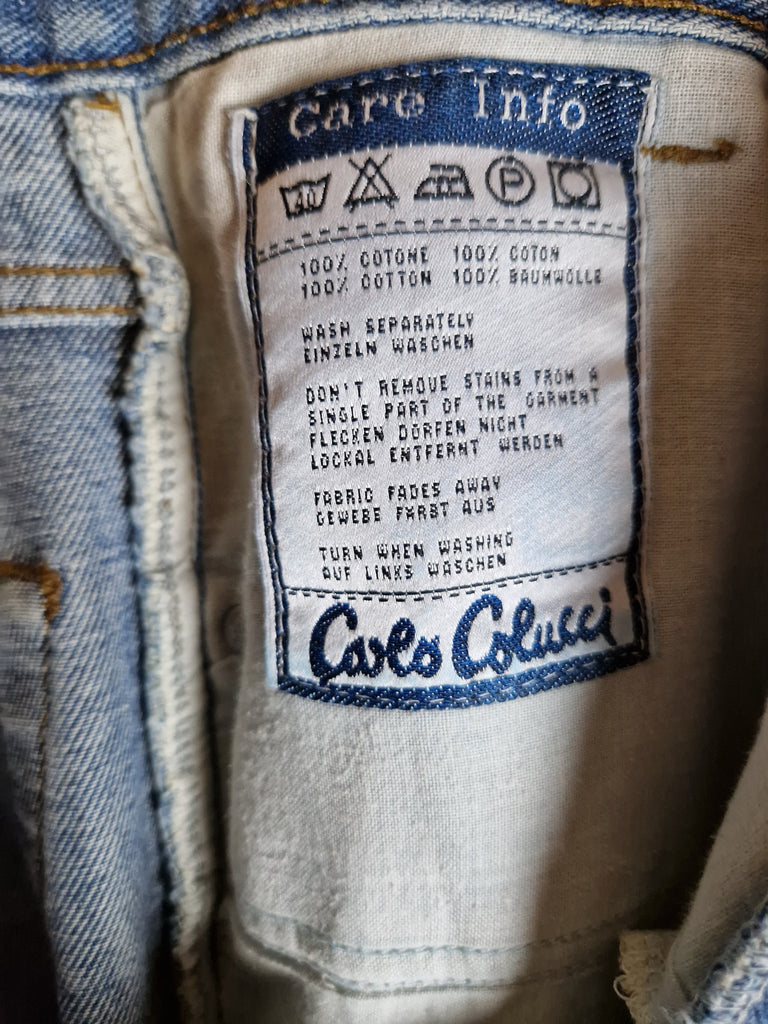 Care Info
40 P
100% COTONE 100% COTON
100% COTTON 100% BAUMWOLLE
WASH SEPARATELY
EINZELN WASCHEN
DON'T REMOVE STAINS FROM A
SINGLE PART OF THE GARMENT
FLECKEN DÜRFEN NICHT
LOCKAL ENTFERNT WERDEN
FABRIC FADES AWAY
GEWEBE FÄRBT AUS
TURN WHEN WASHING
AUF LINKS WASCHEN
Carlo Colucci